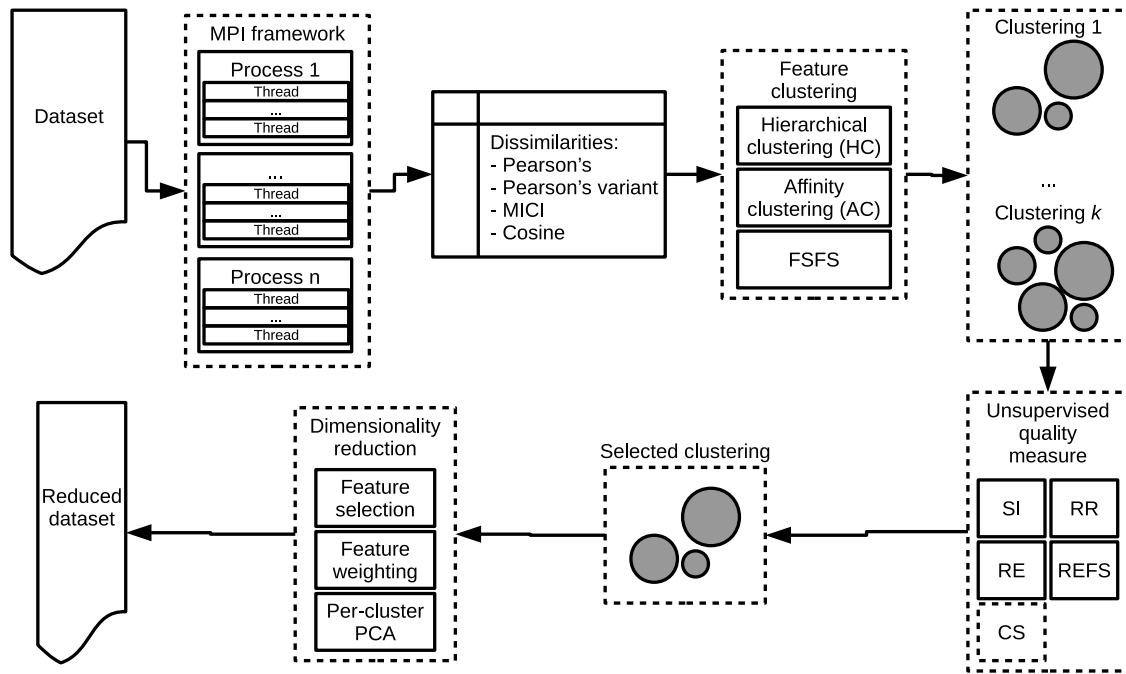 Dataset
MPI framework
Process 1
Thread
...
Thread
...
Thread
...
Thread
Process n
Thread
...
Thread
Dissimilarities:
- Pearson's
- Pearson's variant
- MICI
- Cosine
Feature
clustering
Hierarchical
clustering (HC)
Affinity
clustering (AC)
FSFS
Clustering 1
...
Clustering k
Unsupervised
quality
measure
SI
RR
RE
REFS
CS
Selected clustering
Dimensionality
reduction
Feature
selection
Feature
weighting
Per-cluster
PCA
Reduced
dataset